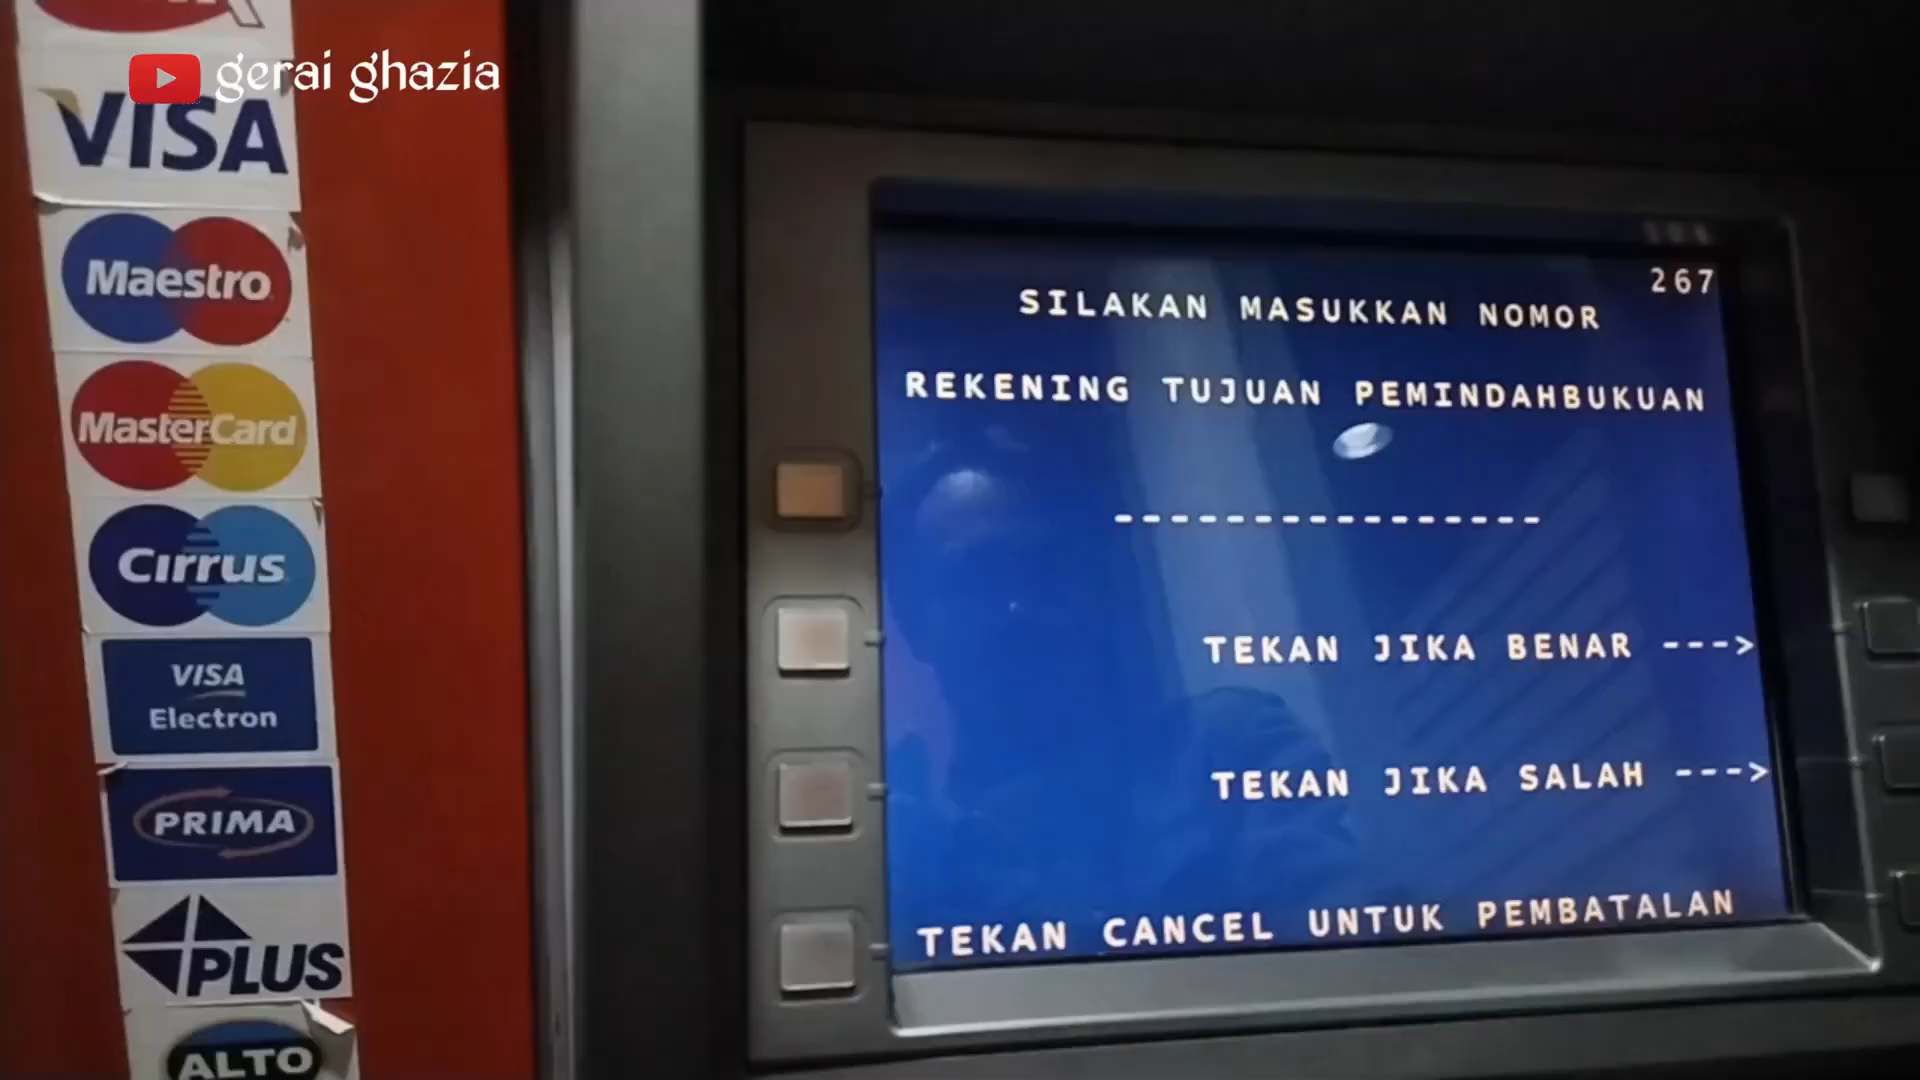 gerai ghazia
VISA
Maestro
MasterCard
Cirrus
VISA
Electron
PRIMA
PLUS
ALTO
267
SILAKAN MASUKKAN NOMOR
REKENING TUJUAN PEMINDAHBUKUAN
----------------
TEKAN JIKA BENAR --->
TEKAN JIKA SALAH --->
TEKAN CANCEL UNTUK PEMBATALAN